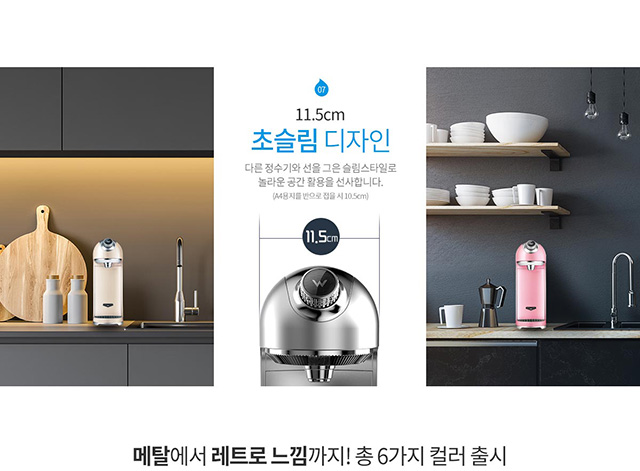 07
11.5cm
초슬림 디자인
다른 정수기와 선을 그은 슬림스타일로
놀라운 공간 활용을 선사합니다.
(A4용지를 반으로 접을 시 10.5cm)
11.5cm
W
메탈에서 레트로 느낌까지! 총 6가지 컬러 출시